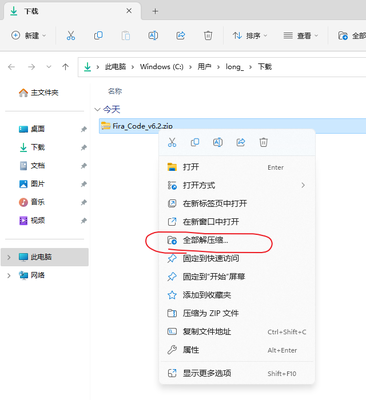 下载
新建
排序
查看
全部
此电脑 > Windows (C:) > 用户 > long_ > 下载
主文件夹
名称
今天
桌面
Fira_Code_v6.2.zip
下载
文档
图片
音乐
视频
此电脑
网络
打开 Enter
打开方式
在新标签页中打开
在新窗口中打开
全部解压缩...
固定到快速访问
固定到"开始"屏幕
添加到收藏夹
压缩为 ZIP 文件
复制文件地址 Ctrl+Shift+C
属性 Alt+Enter
显示更多选项 Shift+F10